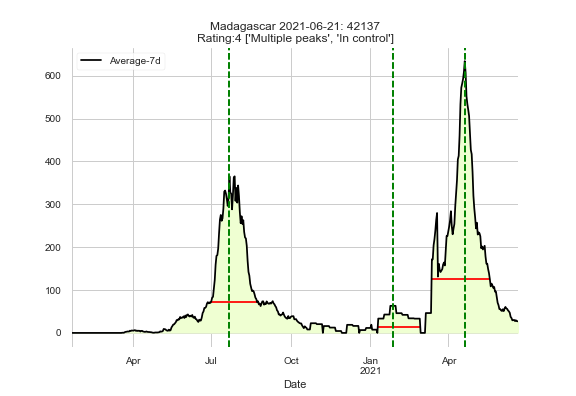 Madagascar 2021-06-21: 42137
Rating:4 ['Multiple peaks', 'In control']
Average-7d
600
500
400
300
200
100
0
Apr
Jul
Oct
Jan
2021
Apr
Date